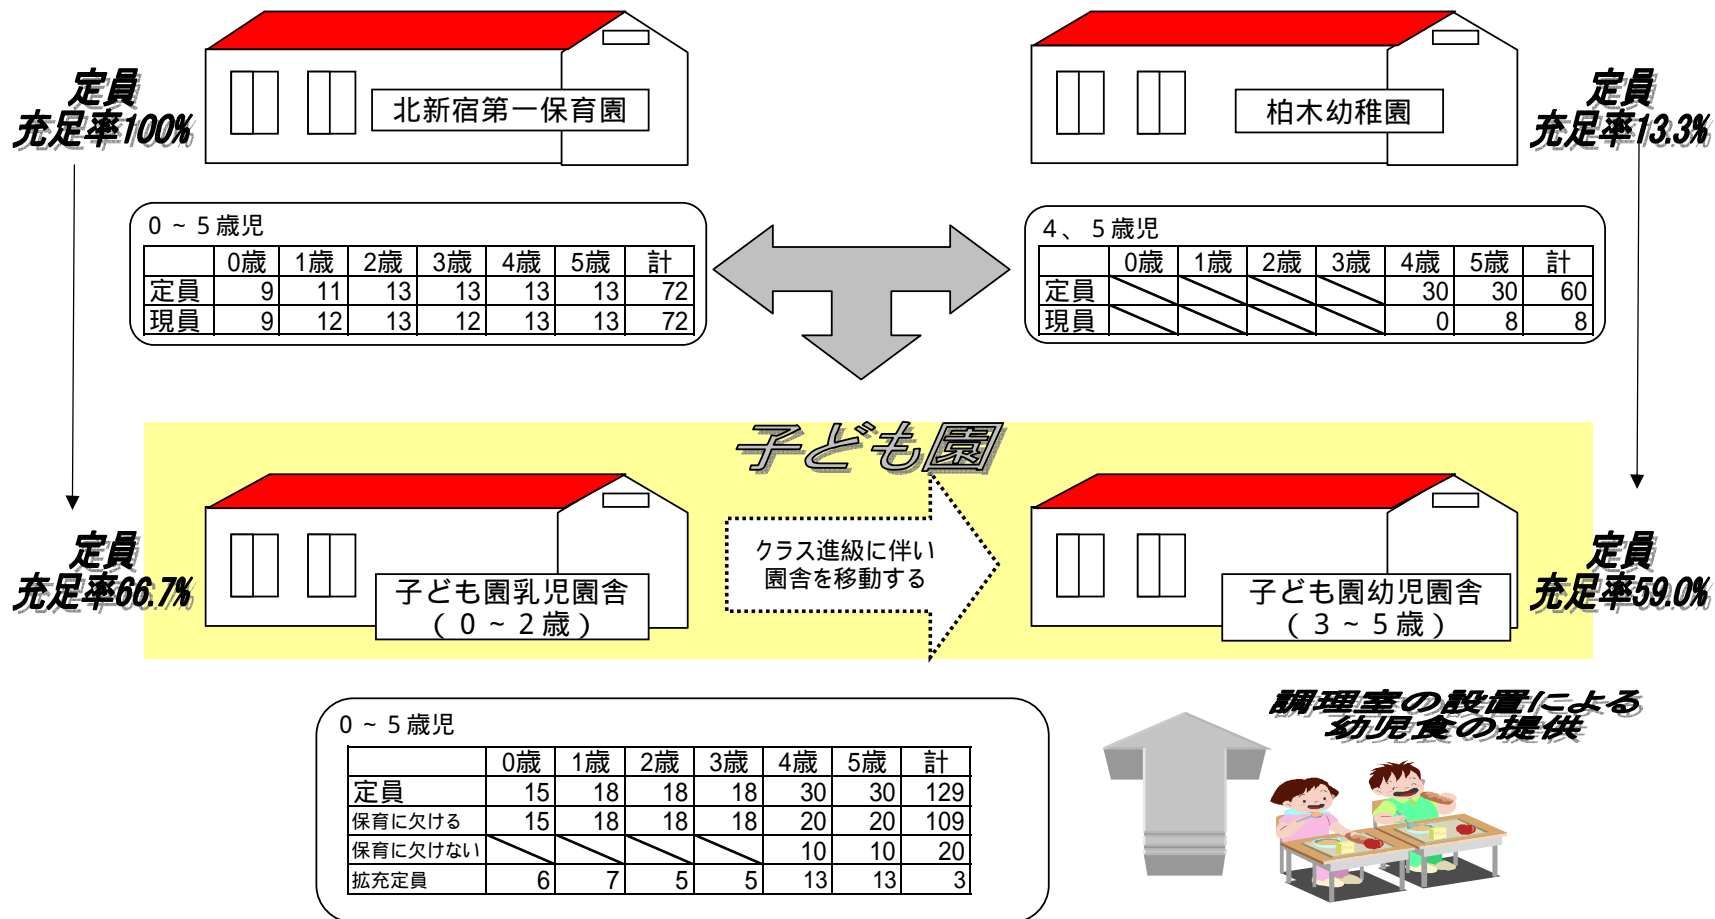 定員
充足率100%
北新宿第一保育園
柏木幼稚園
定員
充足率13.3%
0~5歳児
0歳 1歳 2歳 3歳 4歳 5歳 計
定員 9 11 13 13 13 13 72
現員 9 12 13 12 13 13 72
4、5歳児
0歳 1歳 2歳 3歳 4歳 5歳 計
定員 30 30 60
現員 0 8 8
子ども園
定員
充足率66.7%
子ども園乳児園舎
(0~2歳)
クラス進級に伴い
園舎を移動する
子ども園幼児園舎
(3~5歳)
定員
充足率59.0%
0~5歳児
0歳 1歳 2歳 3歳 4歳 5歳 計
定員 15 18 18 18 30 30 129
保育に欠ける 15 18 18 18 20 20 109
保育に欠けない 10 10 20
拡充定員 6 7 5 5 13 13 3
調理室の設置による
幼児食の提供